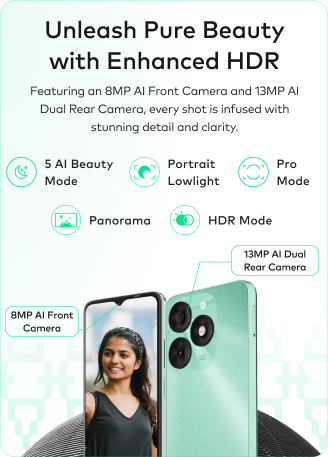 Unleash Pure Beauty
with Enhanced HDR
Featuring an 8MP AI Front Camera and 13MP AI
Dual Rear Camera, every shot is infused with
stunning detail and clarity.
5 AI Beauty
Mode
Portrait
Lowlight
Pro
Mode
Panorama
HDR Mode
13MP AI Dual
Rear Camera
8MP AI Front
Camera